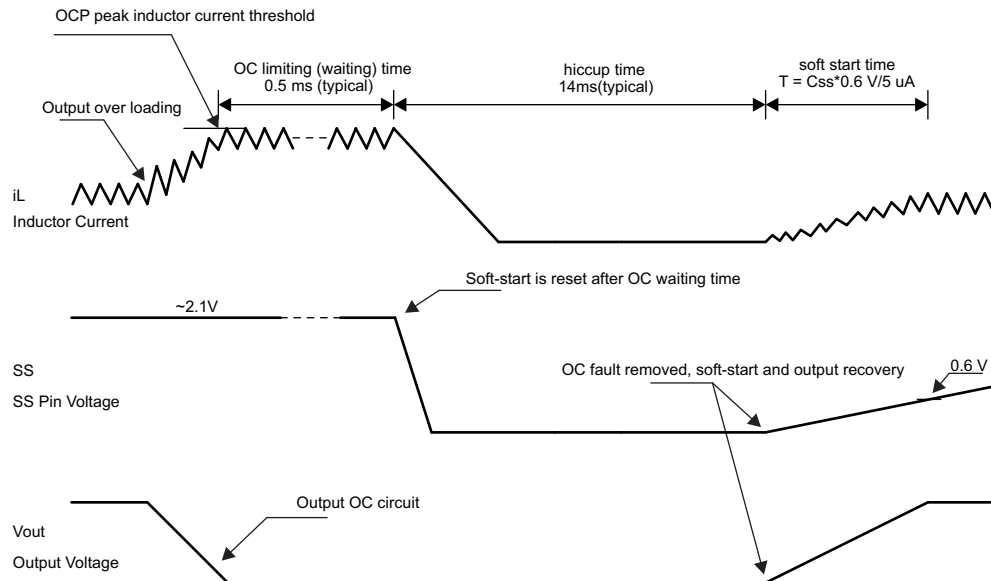 OCP peak inductor current threshold
OC limiting (waiting) time
0.5 ms (typical)
hiccup time
14ms(typical)
soft start time
T = Css*0.6 V/5 uA
Output over loading
iL
Inductor Current
Soft-start is reset after OC waiting time
~2.1V
SS
SS Pin Voltage
OC fault removed, soft-start and output recovery
0.6 V
Output OC circuit
Vout
Output Voltage